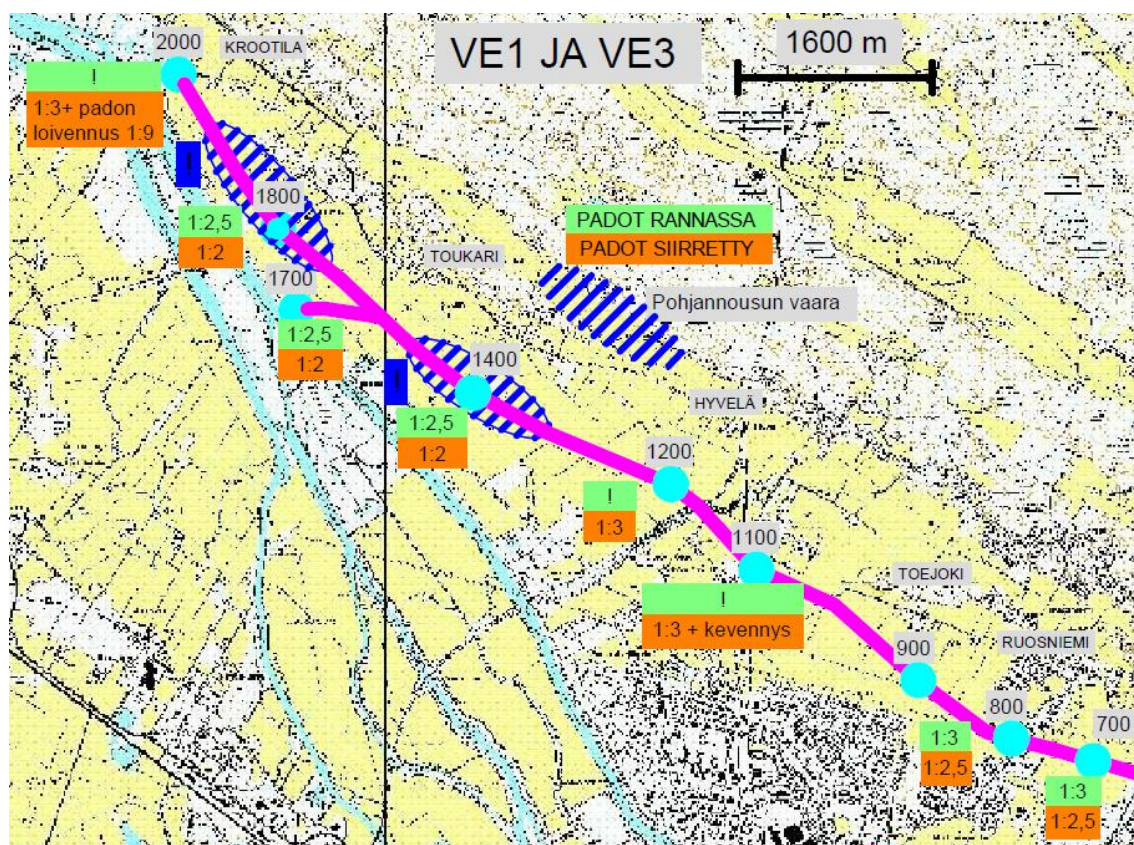 2000
KROOTILA
VE1 JA VE3
1600 m
!
1:3+ padon
loivennus 1:9
1800
1:2,5
1:2
PADOT RANNASSA
PADOT SIIRRETTY
TOUKARI
1700
Pohjannousun vaara
1:2,5
1:2
1400
HYVELÄ
1:2,5
1:2
1200
!
1:3
1100
!
1:3 + kevennys
TOEJOKI
RUOSNIEMI
900
800
700
1:3
1:2,5
1:3
1:2,5